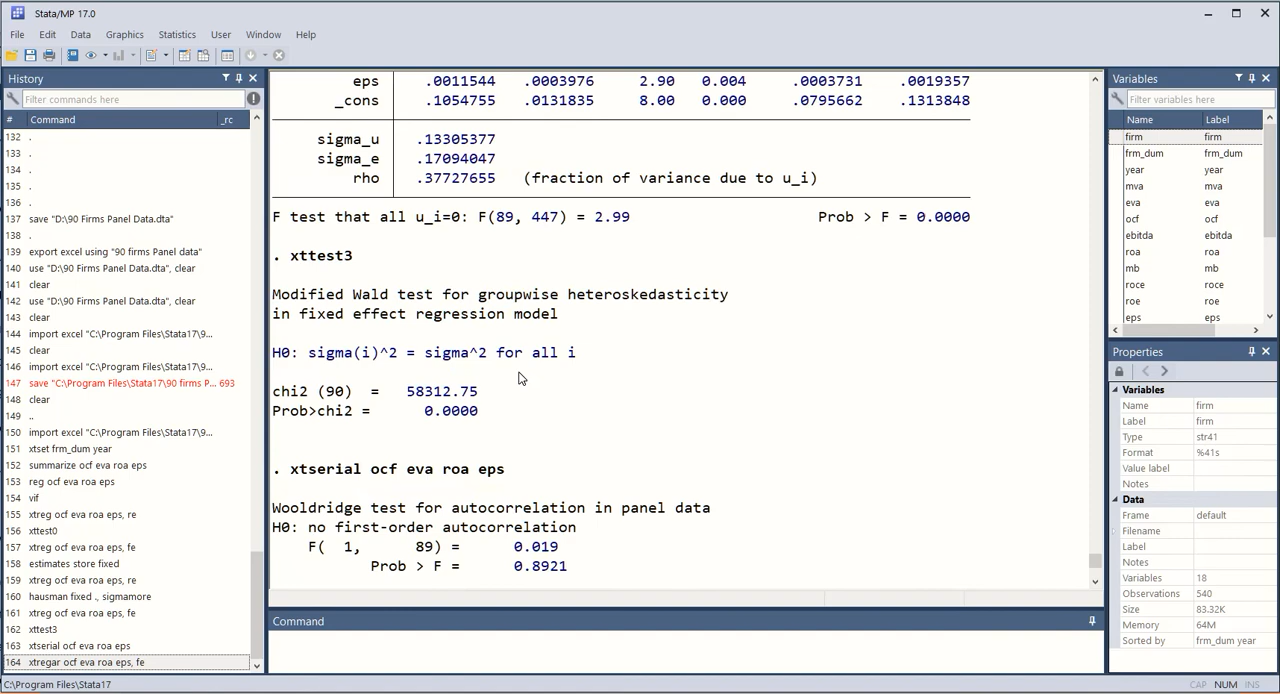 Stata/MP 17.0
File Edit Data Graphics Statistics User Window Help
History
Filter commands here
# Command _rc
132 .
133 .
134 .
135 .
136 .
137 save "D:\90 Firms Panel Data.dta"
138 .
139 export excel using "90 firms Panel data"
140 use "D:\90 Firms Panel Data.dta", clear
141 clear
142 use "D:\90 Firms Panel Data.dta", clear
143 clear
144 import excel "C:\Program Files\Stata17\9...
145 clear
146 import excel "C:\Program Files\Stata17\9...
147 save "C:\Program Files\Stata17\90 firms P... 693
148 clear
149 ..
150 import excel "C:\Program Files\Stata17\9...
151 xtset frm_dum year
152 summarize ocf eva roa eps
153 reg ocf eva roa eps
154 vif
155 xtreg ocf eva roa eps, re
156 xttest0
157 xtreg ocf eva roa eps, fe
158 estimates store fixed
159 xtreg ocf eva roa eps, re
160 hausman fixed ., sigmamore
161 xtreg ocf eva roa eps, fe
162 xttest3
163 xtserial ocf eva roa eps
164 xtregar ocf eva roa eps, fe
eps .0011544 .0003976 2.90 0.004 .0003731 .0019357
_cons .1054755 .0131835 8.00 0.000 .0795662 .1313848
sigma_u .13305377
sigma_e .17094047
rho .37727655 (fraction of variance due to u_i)
F test that all u_i=0: F(89, 447) = 2.99 Prob > F = 0.0000
. xttest3
Modified Wald test for groupwise heteroskedasticity
in fixed effect regression model
H0: sigma(i)^2 = sigma^2 for all i
chi2 (90) = 58312.75
Prob>chi2 = 0.0000
. xtserial ocf eva roa eps
Wooldridge test for autocorrelation in panel data
H0: no first-order autocorrelation
F( 1, 89) = 0.019
Prob > F = 0.8921
Command
Variables
Filter variables here
Name Label
firm firm
frm_dum frm_dum
year year
mva mva
eva eva
ocf ocf
ebitda ebitda
roa roa
mb mb
roce roce
roe roe
eps eps
Properties
Variables
Name firm
Label firm
Type str41
Format %41s
Value label
Notes
Data
Frame default
Filename
Label
Notes
Variables 18
Observations 540
Size 83.32K
Memory 64M
Sorted by frm_dum year
C:\Program Files\Stata17
CAP NUM INS